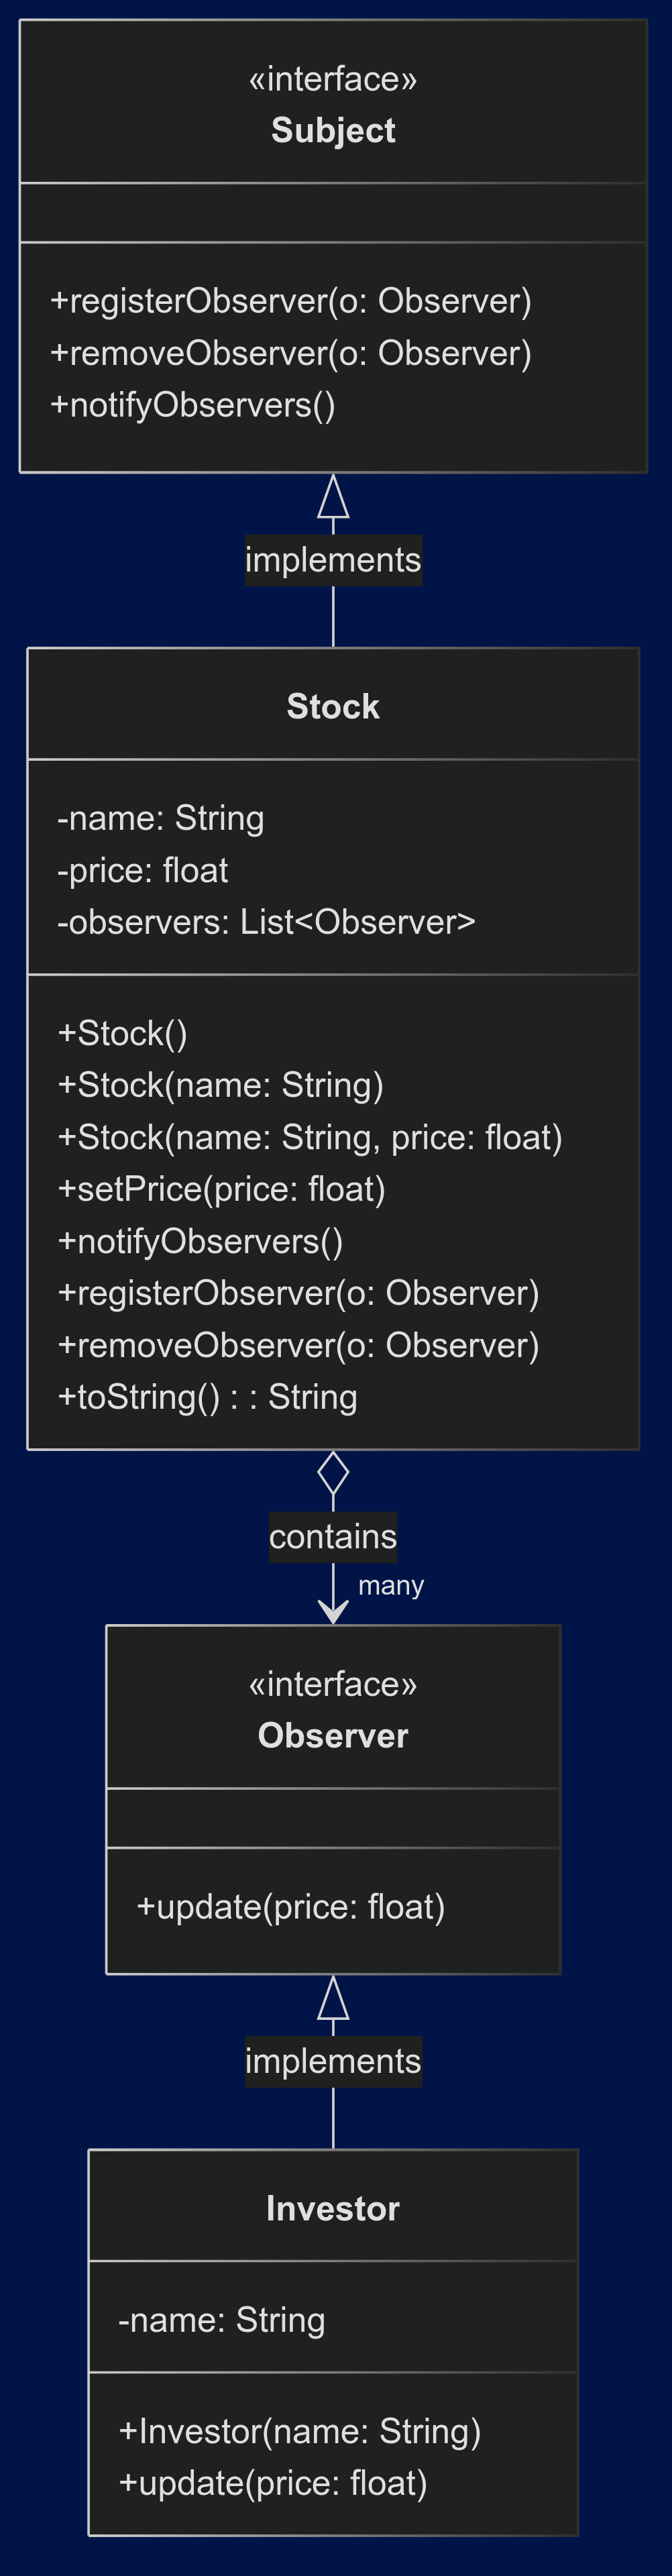 «interface»
Subject
+registerObserver(o: Observer)
+removeObserver(o: Observer)
+notifyObservers()
implements
Stock
-name: String
-price: float
-observers: List<Observer>
+Stock()
+Stock(name: String)
+Stock(name: String, price: float)
+setPrice(price: float)
+notifyObservers()
+registerObserver(o: Observer)
+removeObserver(o: Observer)
+toString() : : String
contains
many
«interface»
Observer
+update(price: float)
implements
Investor
-name: String
+Investor(name: String)
+update(price: float)